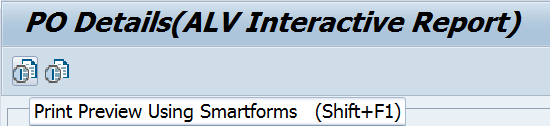 PO Details(ALV Interactive Report)
Print Preview Using Smartforms (Shift+F1)